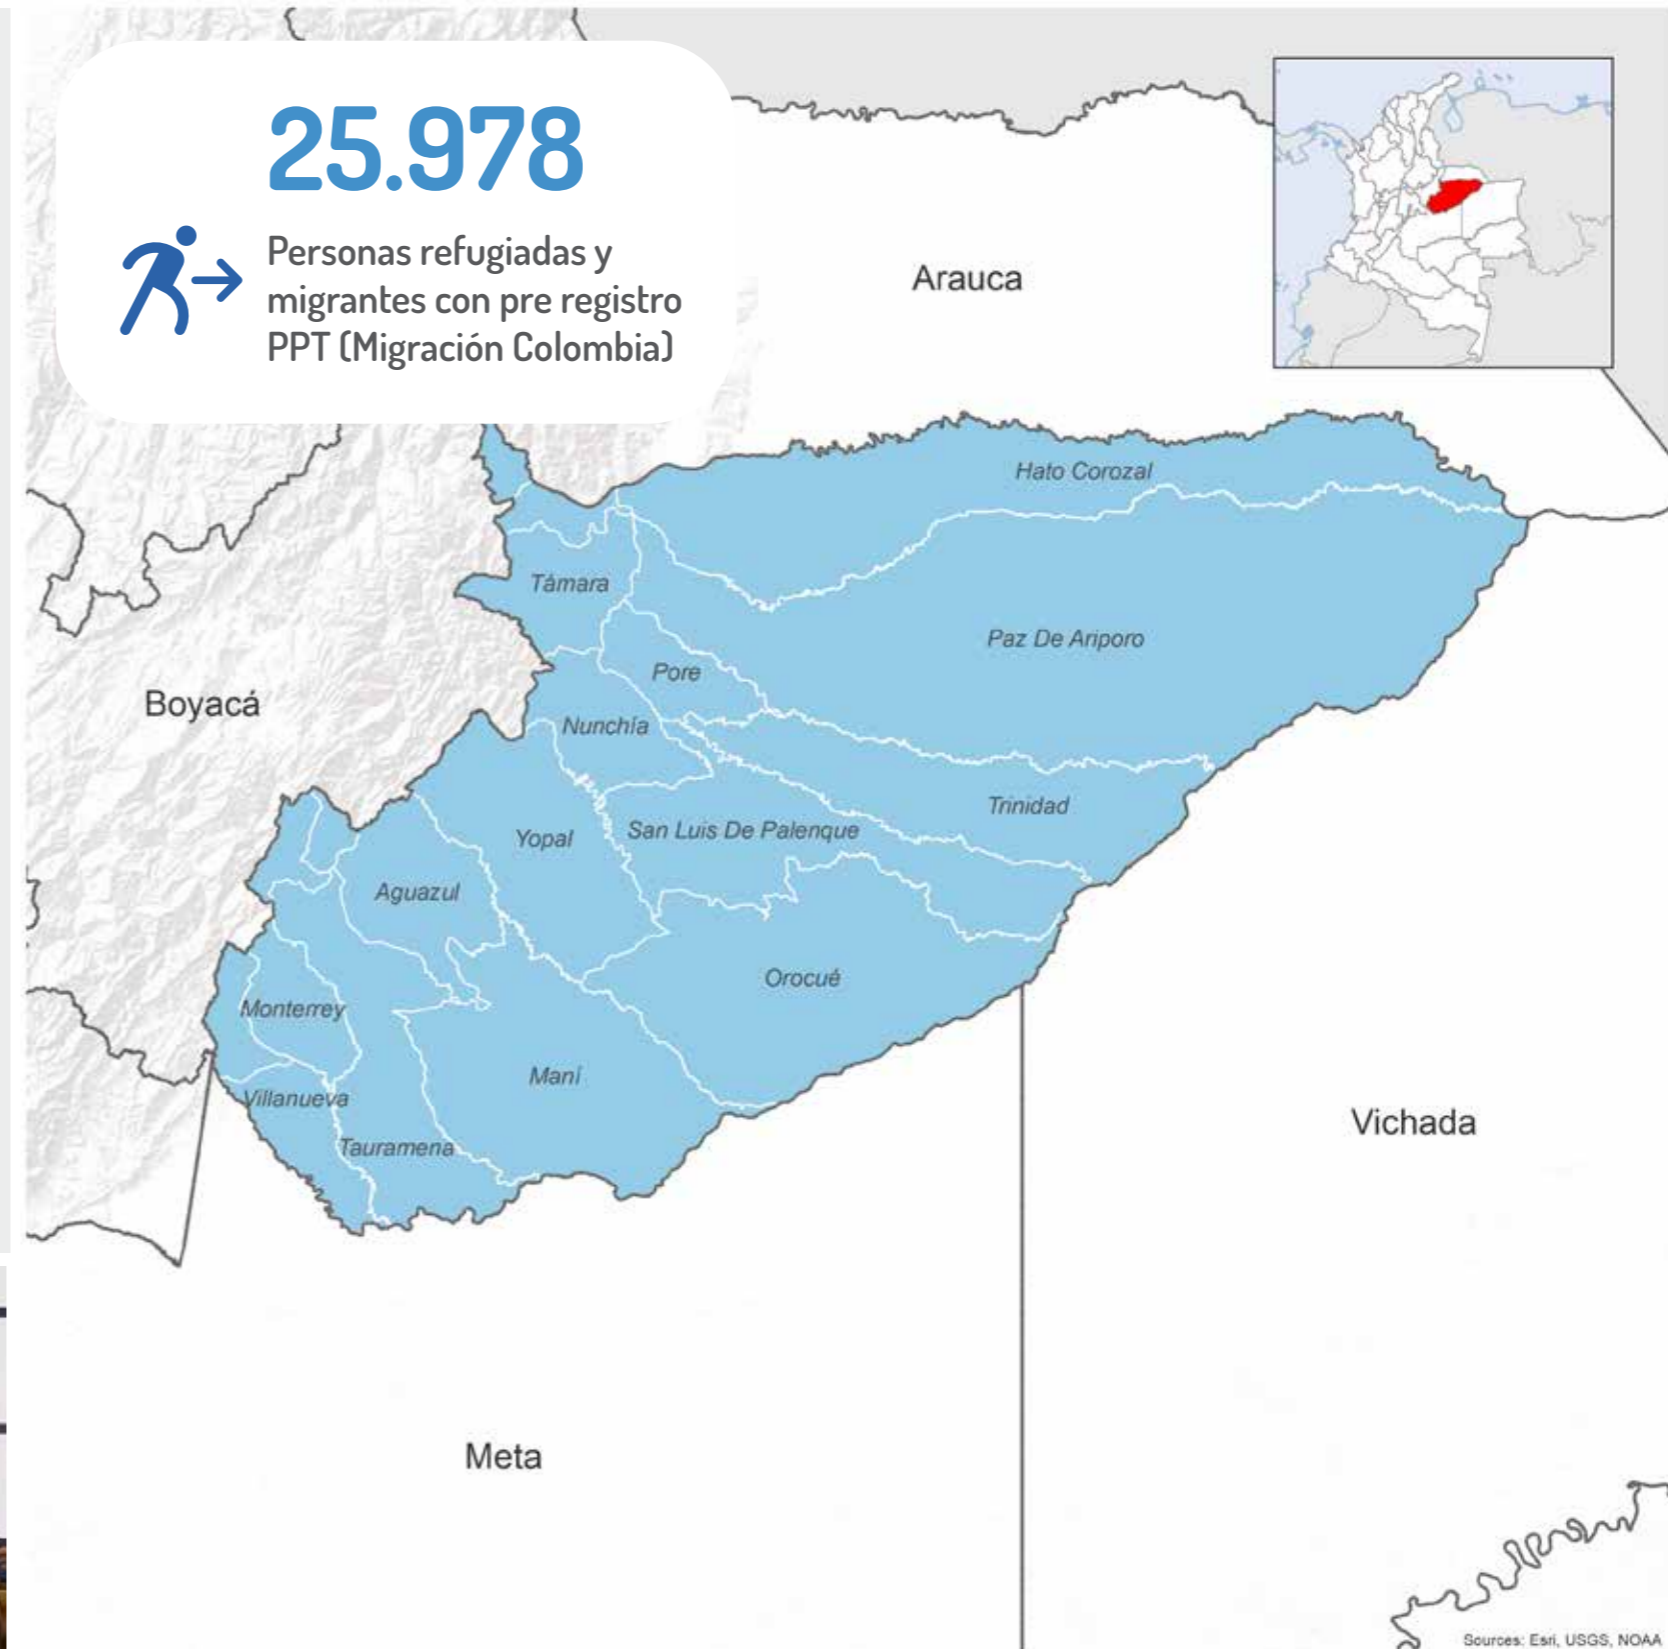 25.978
Personas refugiadas y
migrantes con pre registro
PPT (Migración Colombia)
Arauca
Hato Corozal
Támara
Paz De Ariporo
Pore
Boyacá
Nunchía
Trinidad
San Luis De Palenque
Yopal
Aguazul
Orocué
Monterrey
Maní
Villanueva
Vichada
Tauramena
Meta
Sources: Esri, USGS, NOAA